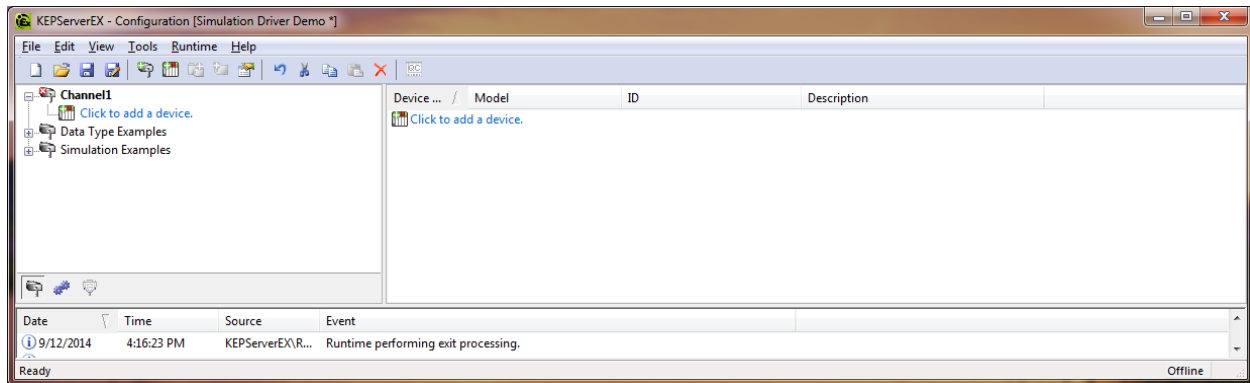 KEPServerEX - Configuration [Simulation Driver Demo *]
File Edit View Tools Runtime Help
Channel1
Click to add a device.
Data Type Examples
Simulation Examples
Device ... Model ID Description
Click to add a device.
Date Time Source Event
9/12/2014 4:16:23 PM KEPServerEX\R... Runtime performing exit processing.
Ready Offline